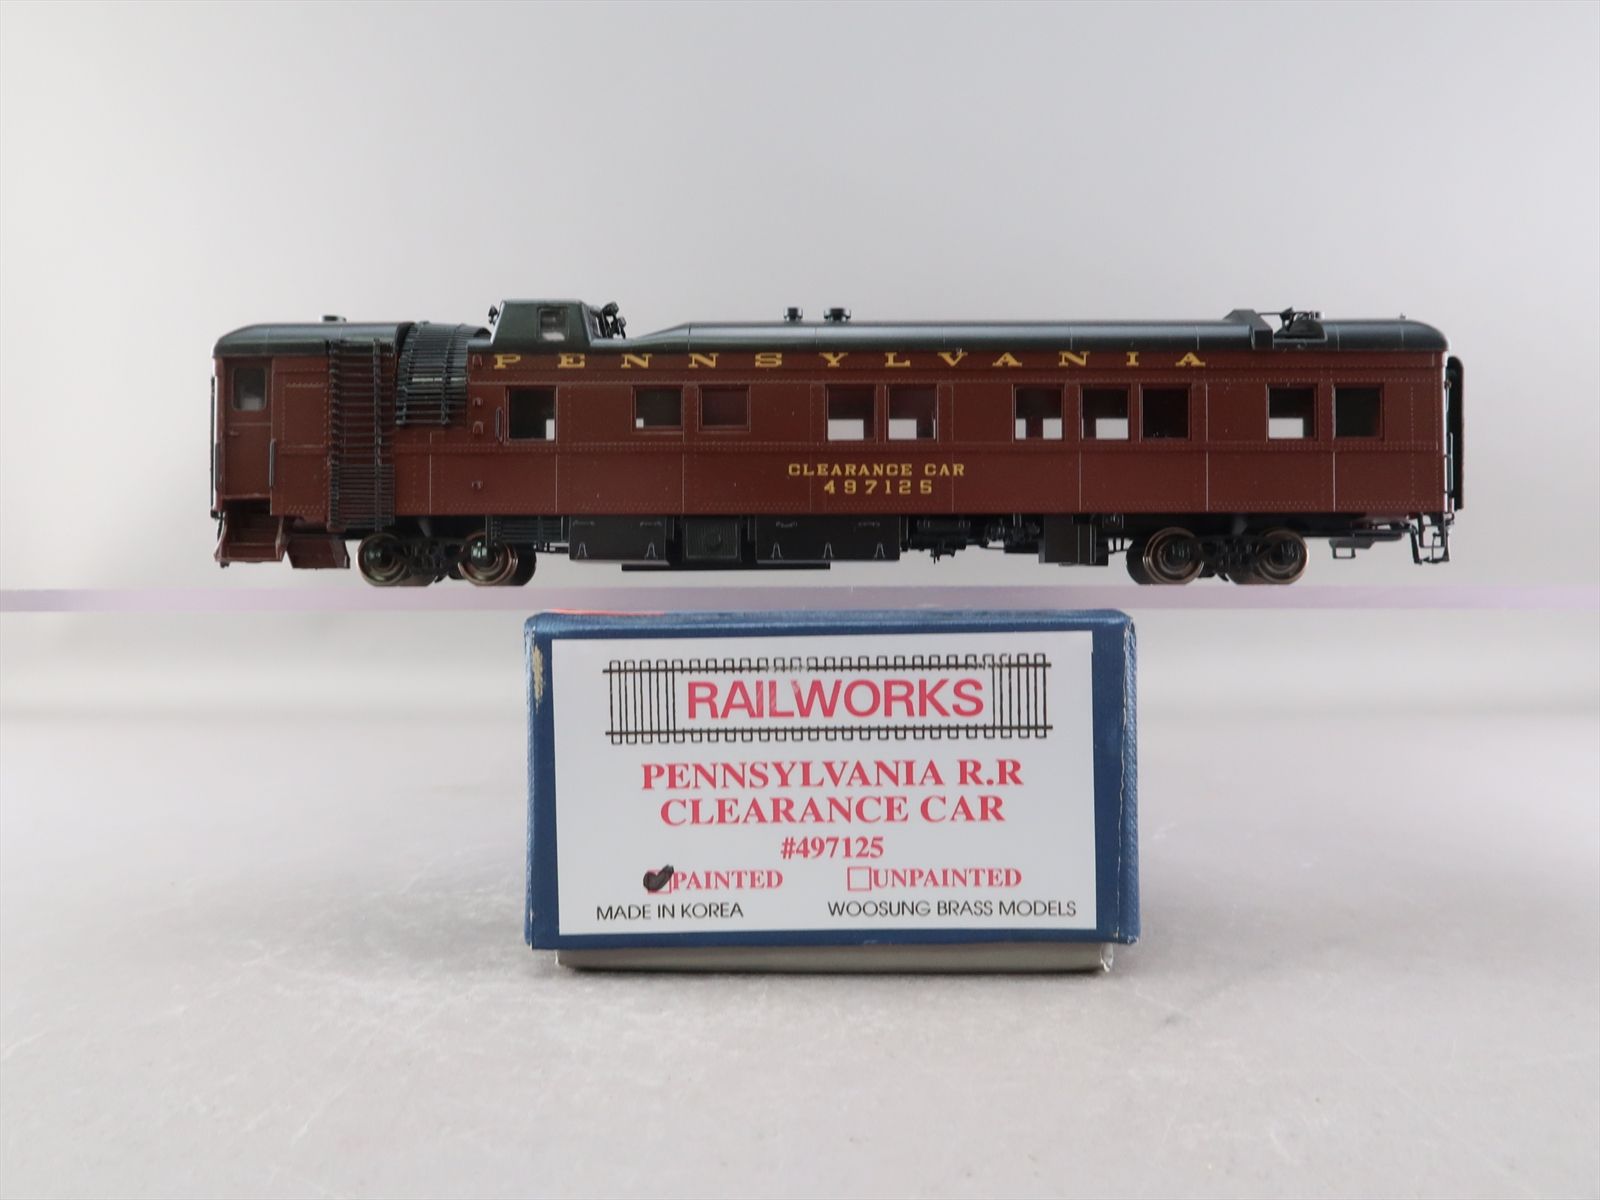 PENNSYLVANIA
CLEARANCE CAR
497125
RAILWORKS
PENNSYLVANIA R.R
CLEARANCE CAR
#497125
PAINTED UNPAINTED
MADE IN KOREA WOOSUNG BRASS MODELS